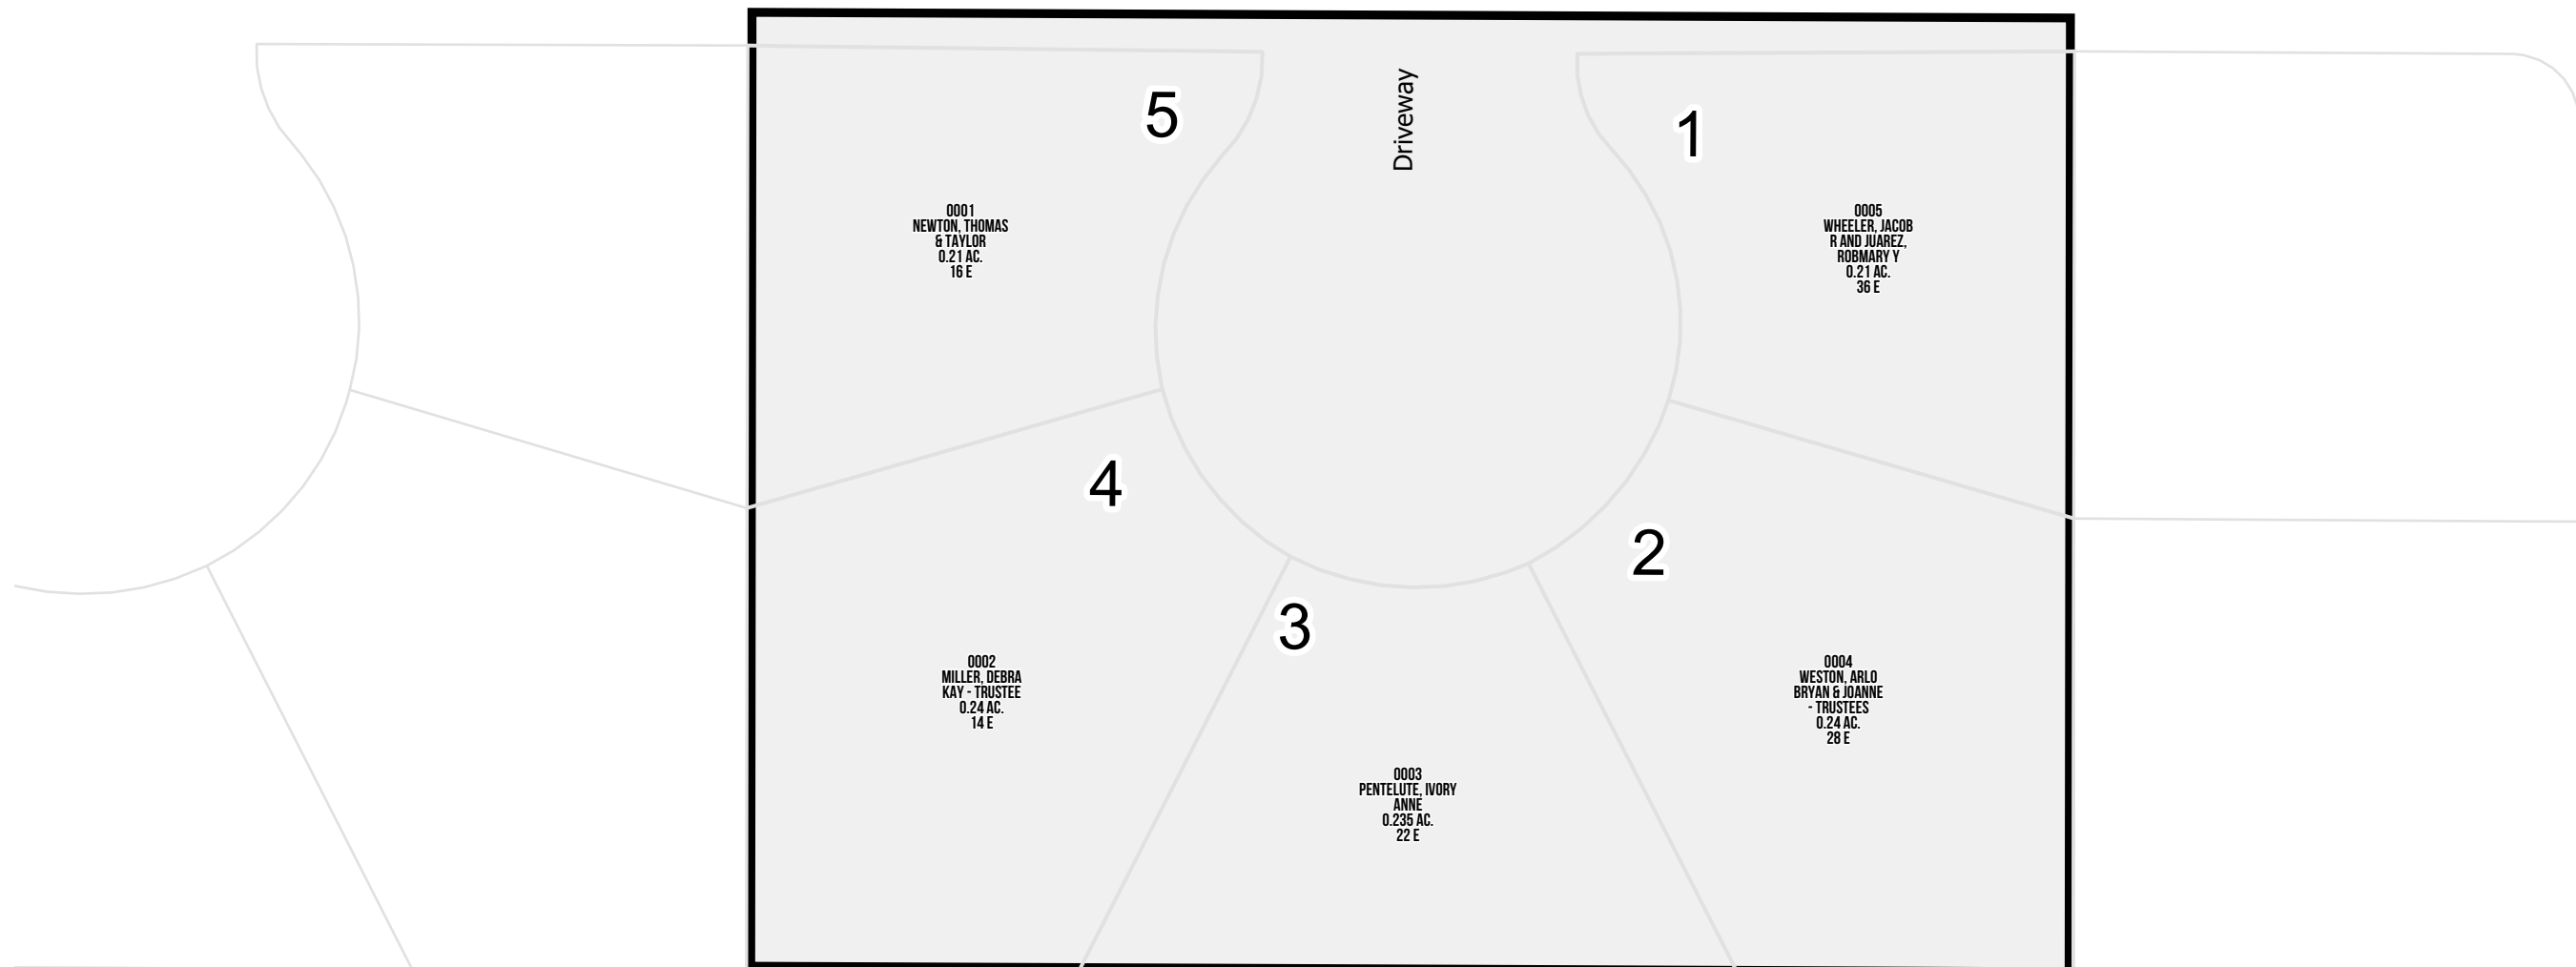 5
Driveway
1
0001
NEWTON, THOMAS
& TAYLOR
0.21 AC.
16 E
0005
WHEELER, JACOB
R AND JUAREZ,
ROBMARY Y
0.21 AC.
36 E
4
2
3
0002
MILLER, DEBRA
KAY - TRUSTEE
0.24 AC.
14 E
0004
WESTON, ARLO
BRYAN & JOANNE
- TRUSTEES
0.24 AC.
28 E
0003
PENTELUTE, IVORY
ANNE
0.235 AC.
22 E